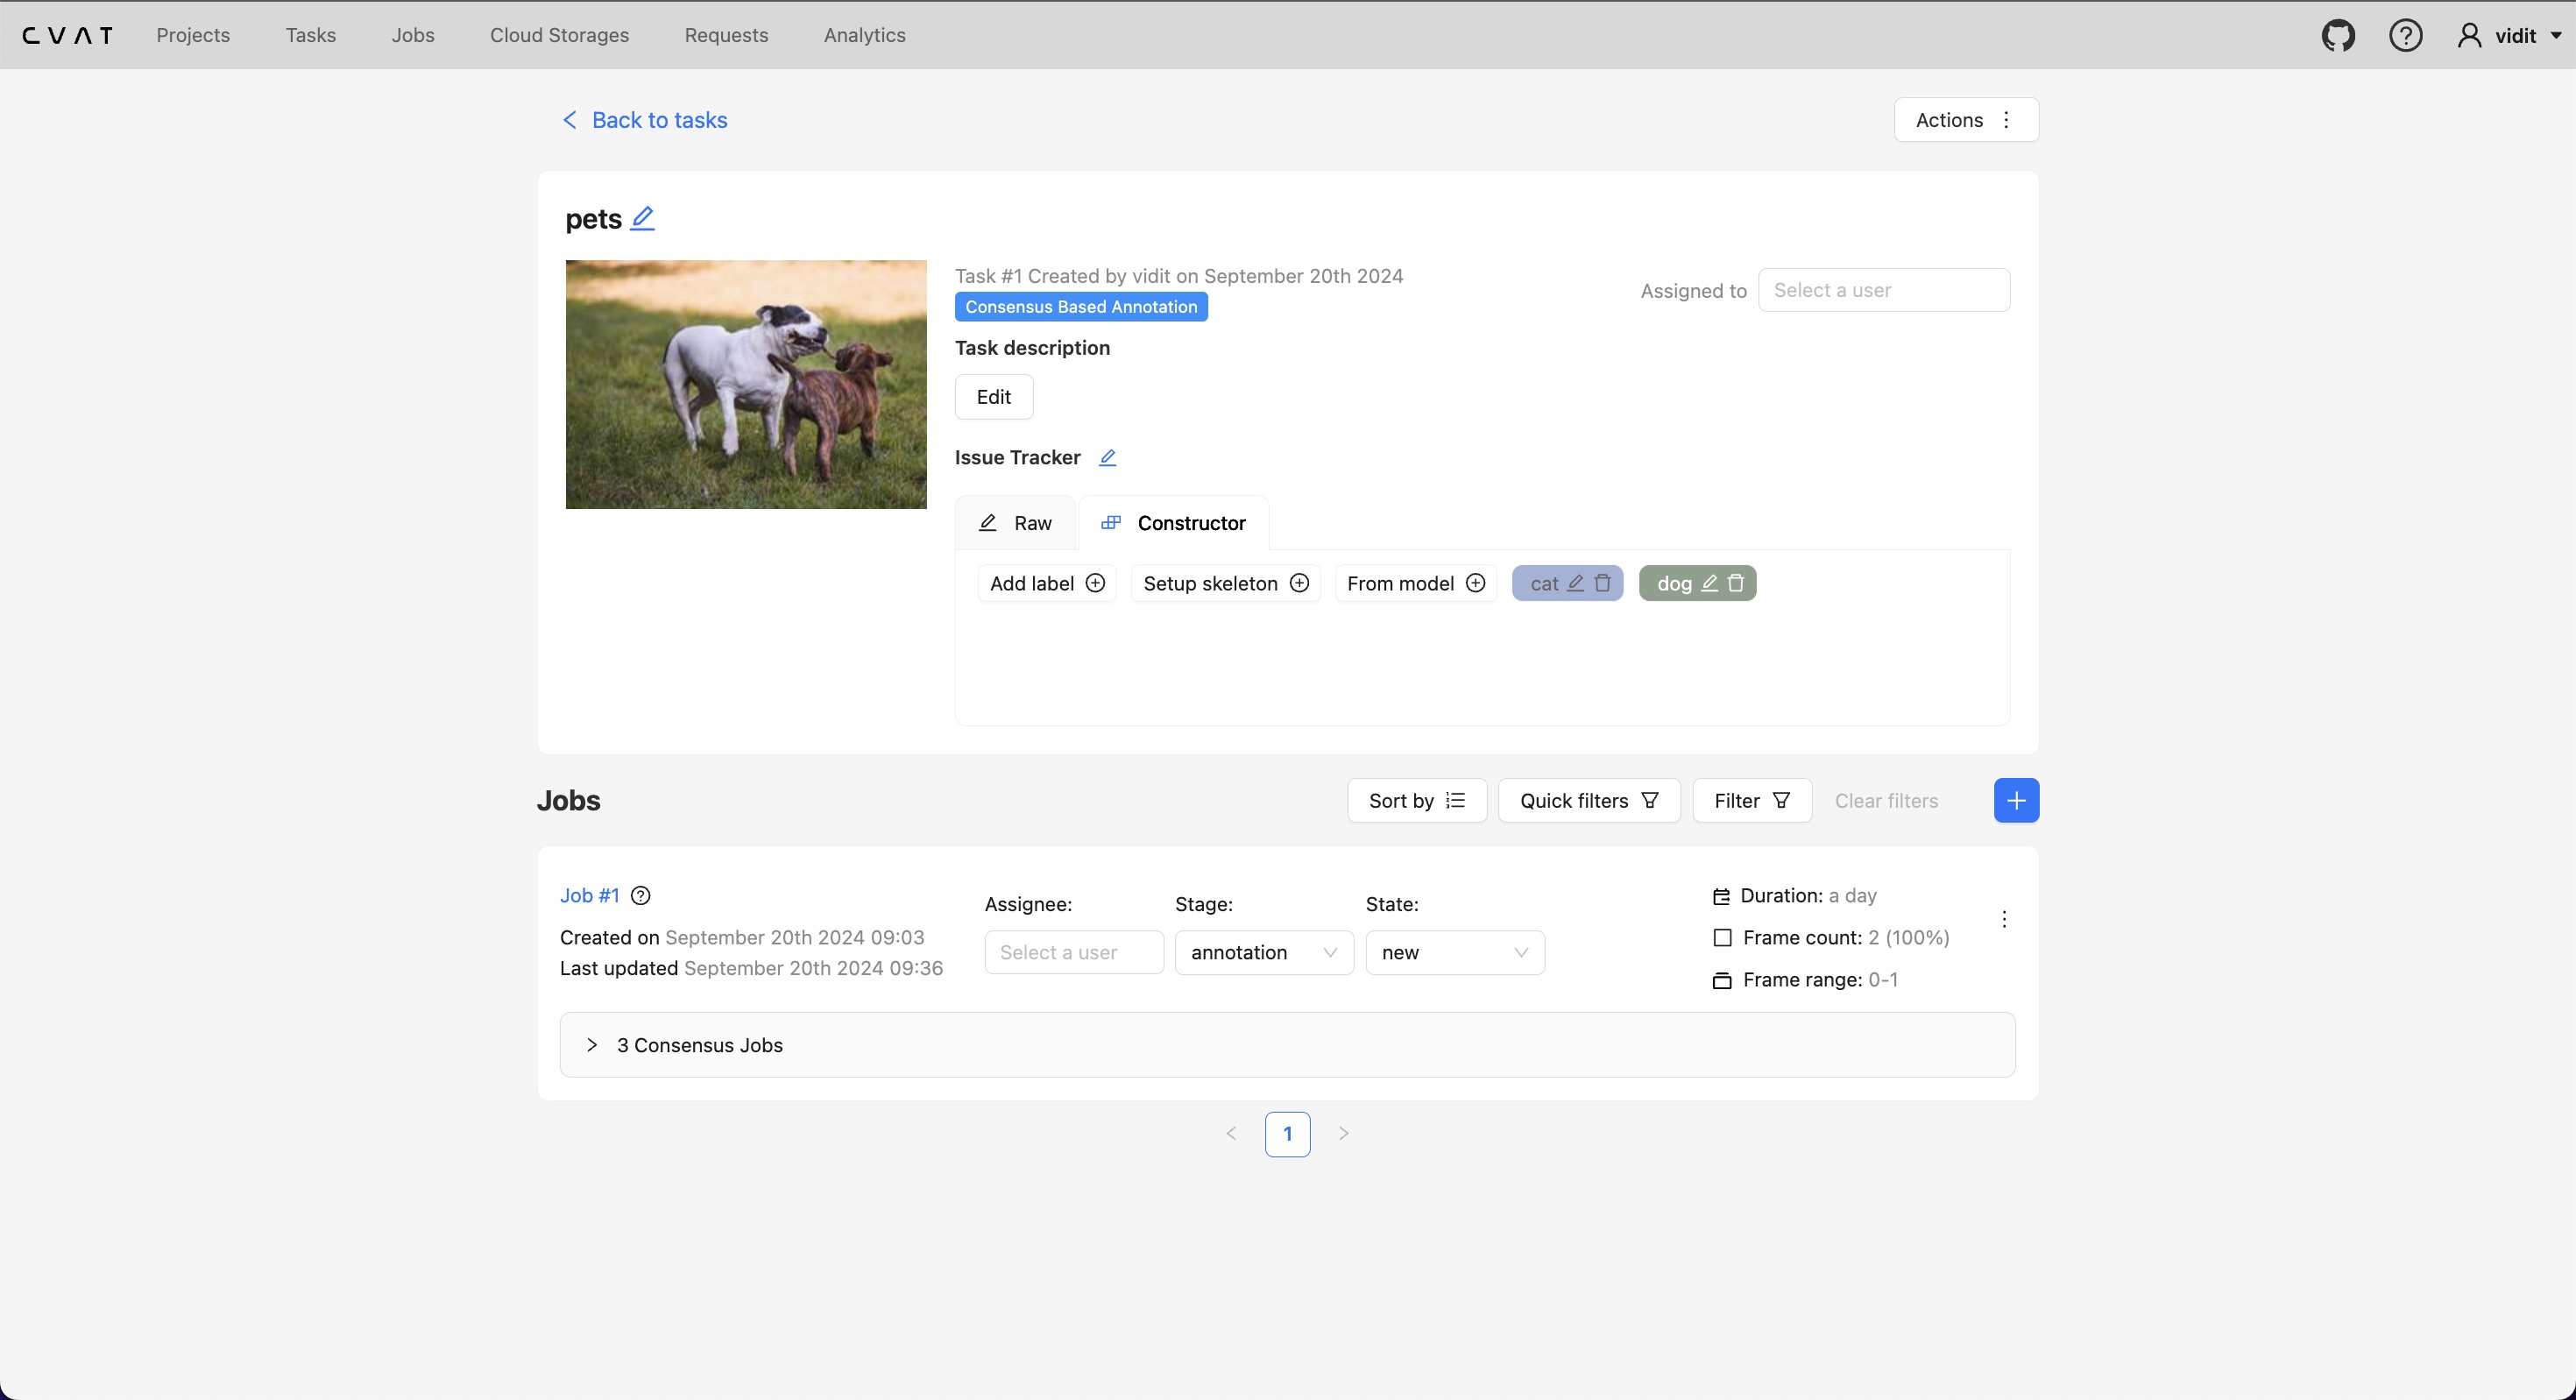 CVAT Projects Tasks Jobs Cloud Storages Requests Analytics vidit
Back to tasks
Actions
pets
Task #1 Created by vidit on September 20th 2024
Consensus Based Annotation
Assigned to Select a user
Task description
Edit
Issue Tracker
Raw Constructor
Add label Setup skeleton From model cat dog
Jobs
Sort by Quick filters Filter Clear filters
Job #1
Created on September 20th 2024 09:03
Last updated September 20th 2024 09:36
Assignee: Stage: State:
Select a user annotation new
Duration: a day
Frame count: 2 (100%)
Frame range: 0-1
3 Consensus Jobs
1